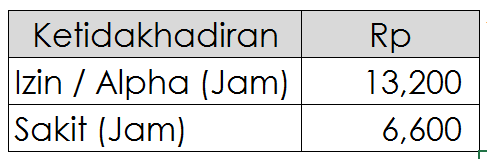 Ketidakhadiran Rp
Izin / Alpha (Jam) 13,200
Sakit (Jam) 6,600